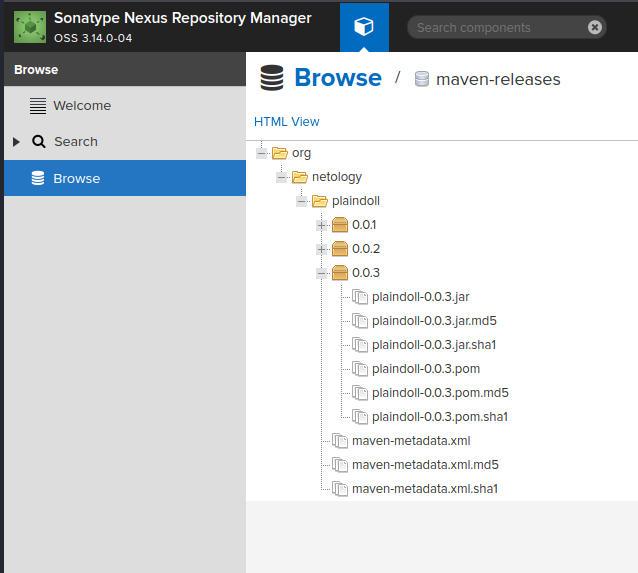 Sonatype Nexus Repository Manager
OSS 3.14.0-04
Search components
Browse
Welcome
Search
Browse
Browse / maven-releases
HTML View
org
netology
plaindoll
0.0.1
0.0.2
0.0.3
plaindoll-0.0.3.jar
plaindoll-0.0.3.jar.md5
plaindoll-0.0.3.jar.sha1
plaindoll-0.0.3.pom
plaindoll-0.0.3.pom.md5
plaindoll-0.0.3.pom.sha1
maven-metadata.xml
maven-metadata.xml.md5
maven-metadata.xml.sha1